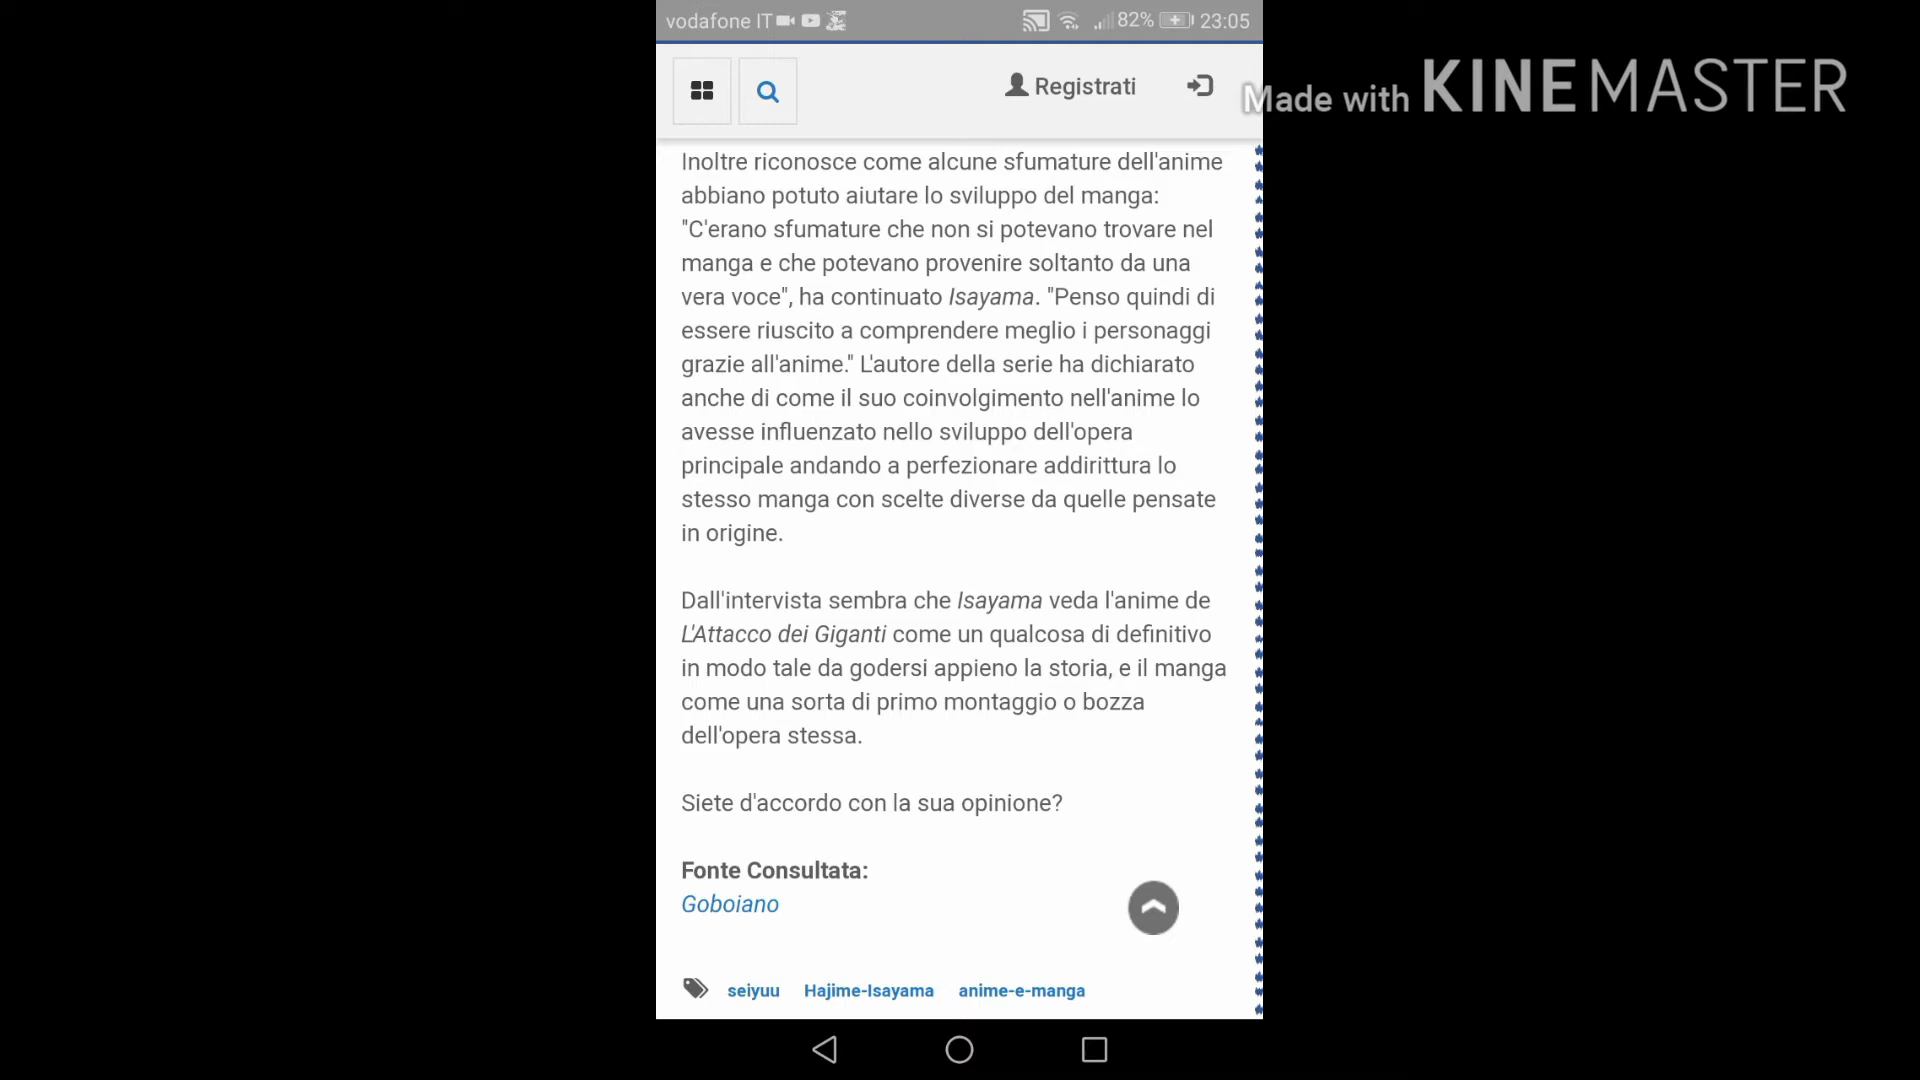 vodafone IT 82% 23:05
Registrati
Made with KINEMASTER
Inoltre riconosce come alcune sfumature dell'anime
abbiano potuto aiutare lo sviluppo del manga:
"C'erano sfumature che non si potevano trovare nel
manga e che potevano provenire soltanto da una
vera voce", ha continuato Isayama. "Penso quindi di
essere riuscito a comprendere meglio i personaggi
grazie all'anime." L'autore della serie ha dichiarato
anche di come il suo coinvolgimento nell'anime lo
avesse influenzato nello sviluppo dell'opera
principale andando a perfezionare addirittura lo
stesso manga con scelte diverse da quelle pensate
in origine.
Dall'intervista sembra che Isayama veda l'anime de
L'Attacco dei Giganti come un qualcosa di definitivo
in modo tale da godersi appieno la storia, e il manga
come una sorta di primo montaggio o bozza
dell'opera stessa.
Siete d'accordo con la sua opinione?
Fonte Consultata:
Goboiano
seiyuu Hajime-Isayama anime-e-manga